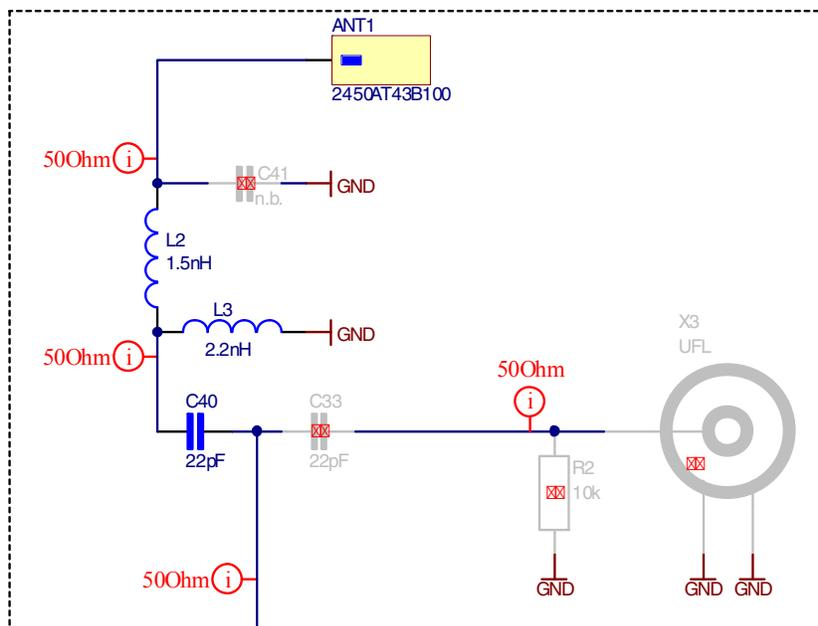 ANT1
2450AT43B100
50Ohm
i
C41
n.b.
GND
L2
1.5nH
L3
2.2nH
GND
50Ohm
i
X3
UFL
50Ohm
i
C40
22pF
C33
22pF
R2
10k
GND
GND
GND
50Ohm
i